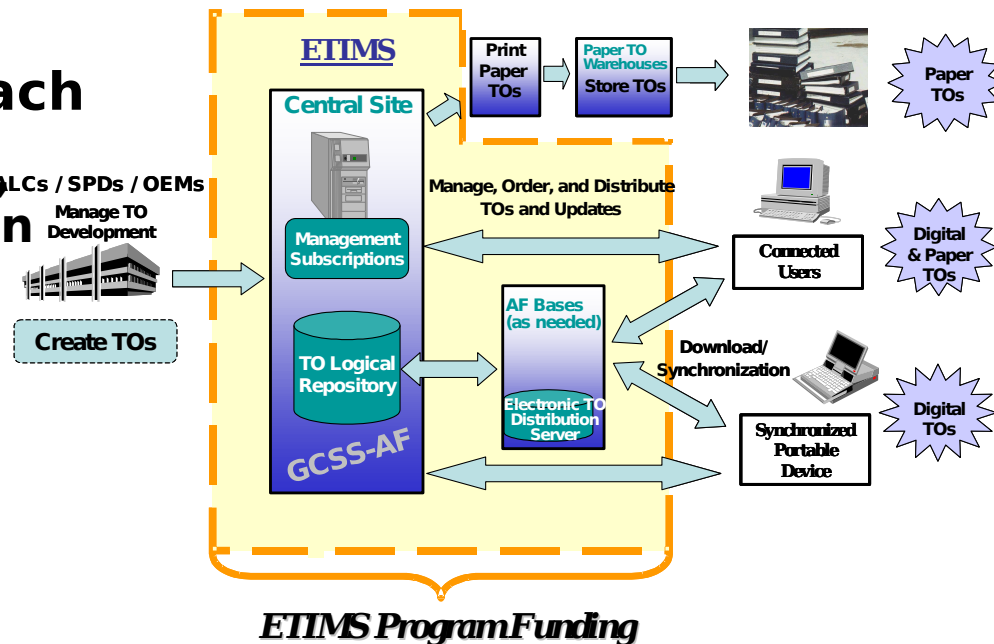 ach
ALCs / SPDs / OEMs
n
Manage TO
Development
Create TOs
ETIMS
Central Site
Management
Subscriptions
TO Logical
Repository
GCSS-AF
Print
Paper
TOs
Paper TO
Warehouses
Store TOs
Paper
TOs
Manage, Order, and Distribute
TOs and Updates
Connected
Users
Digital
& Paper
TOs
AF Bases
(as needed)
Electronic TO
Distribution
Server
Download/
Synchronization
Synchronized
Portable
Device
Digital
TOs
ETIMS Program Funding